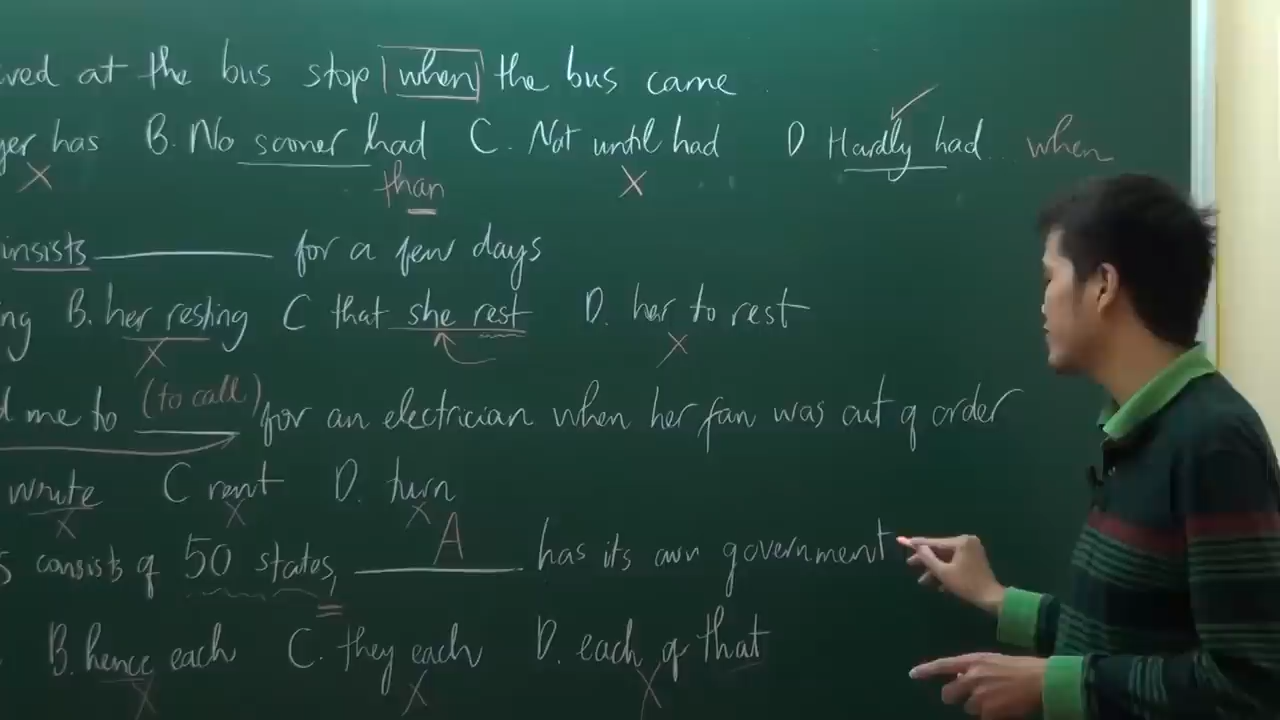 ved at the bus stop when the bus came
ger has B. No sooner had C. Not until had D Hardly had... when
X than X
insists ______ for a few days
ng B. her resting C that she rest D. her to rest
X X
d me to (to call) for an electrician when her fan was out of order
write C rent D. turn
X X X
A
S consists of 50 states, ______ has its own government
B. hence each C. they each D. each of that
X X X